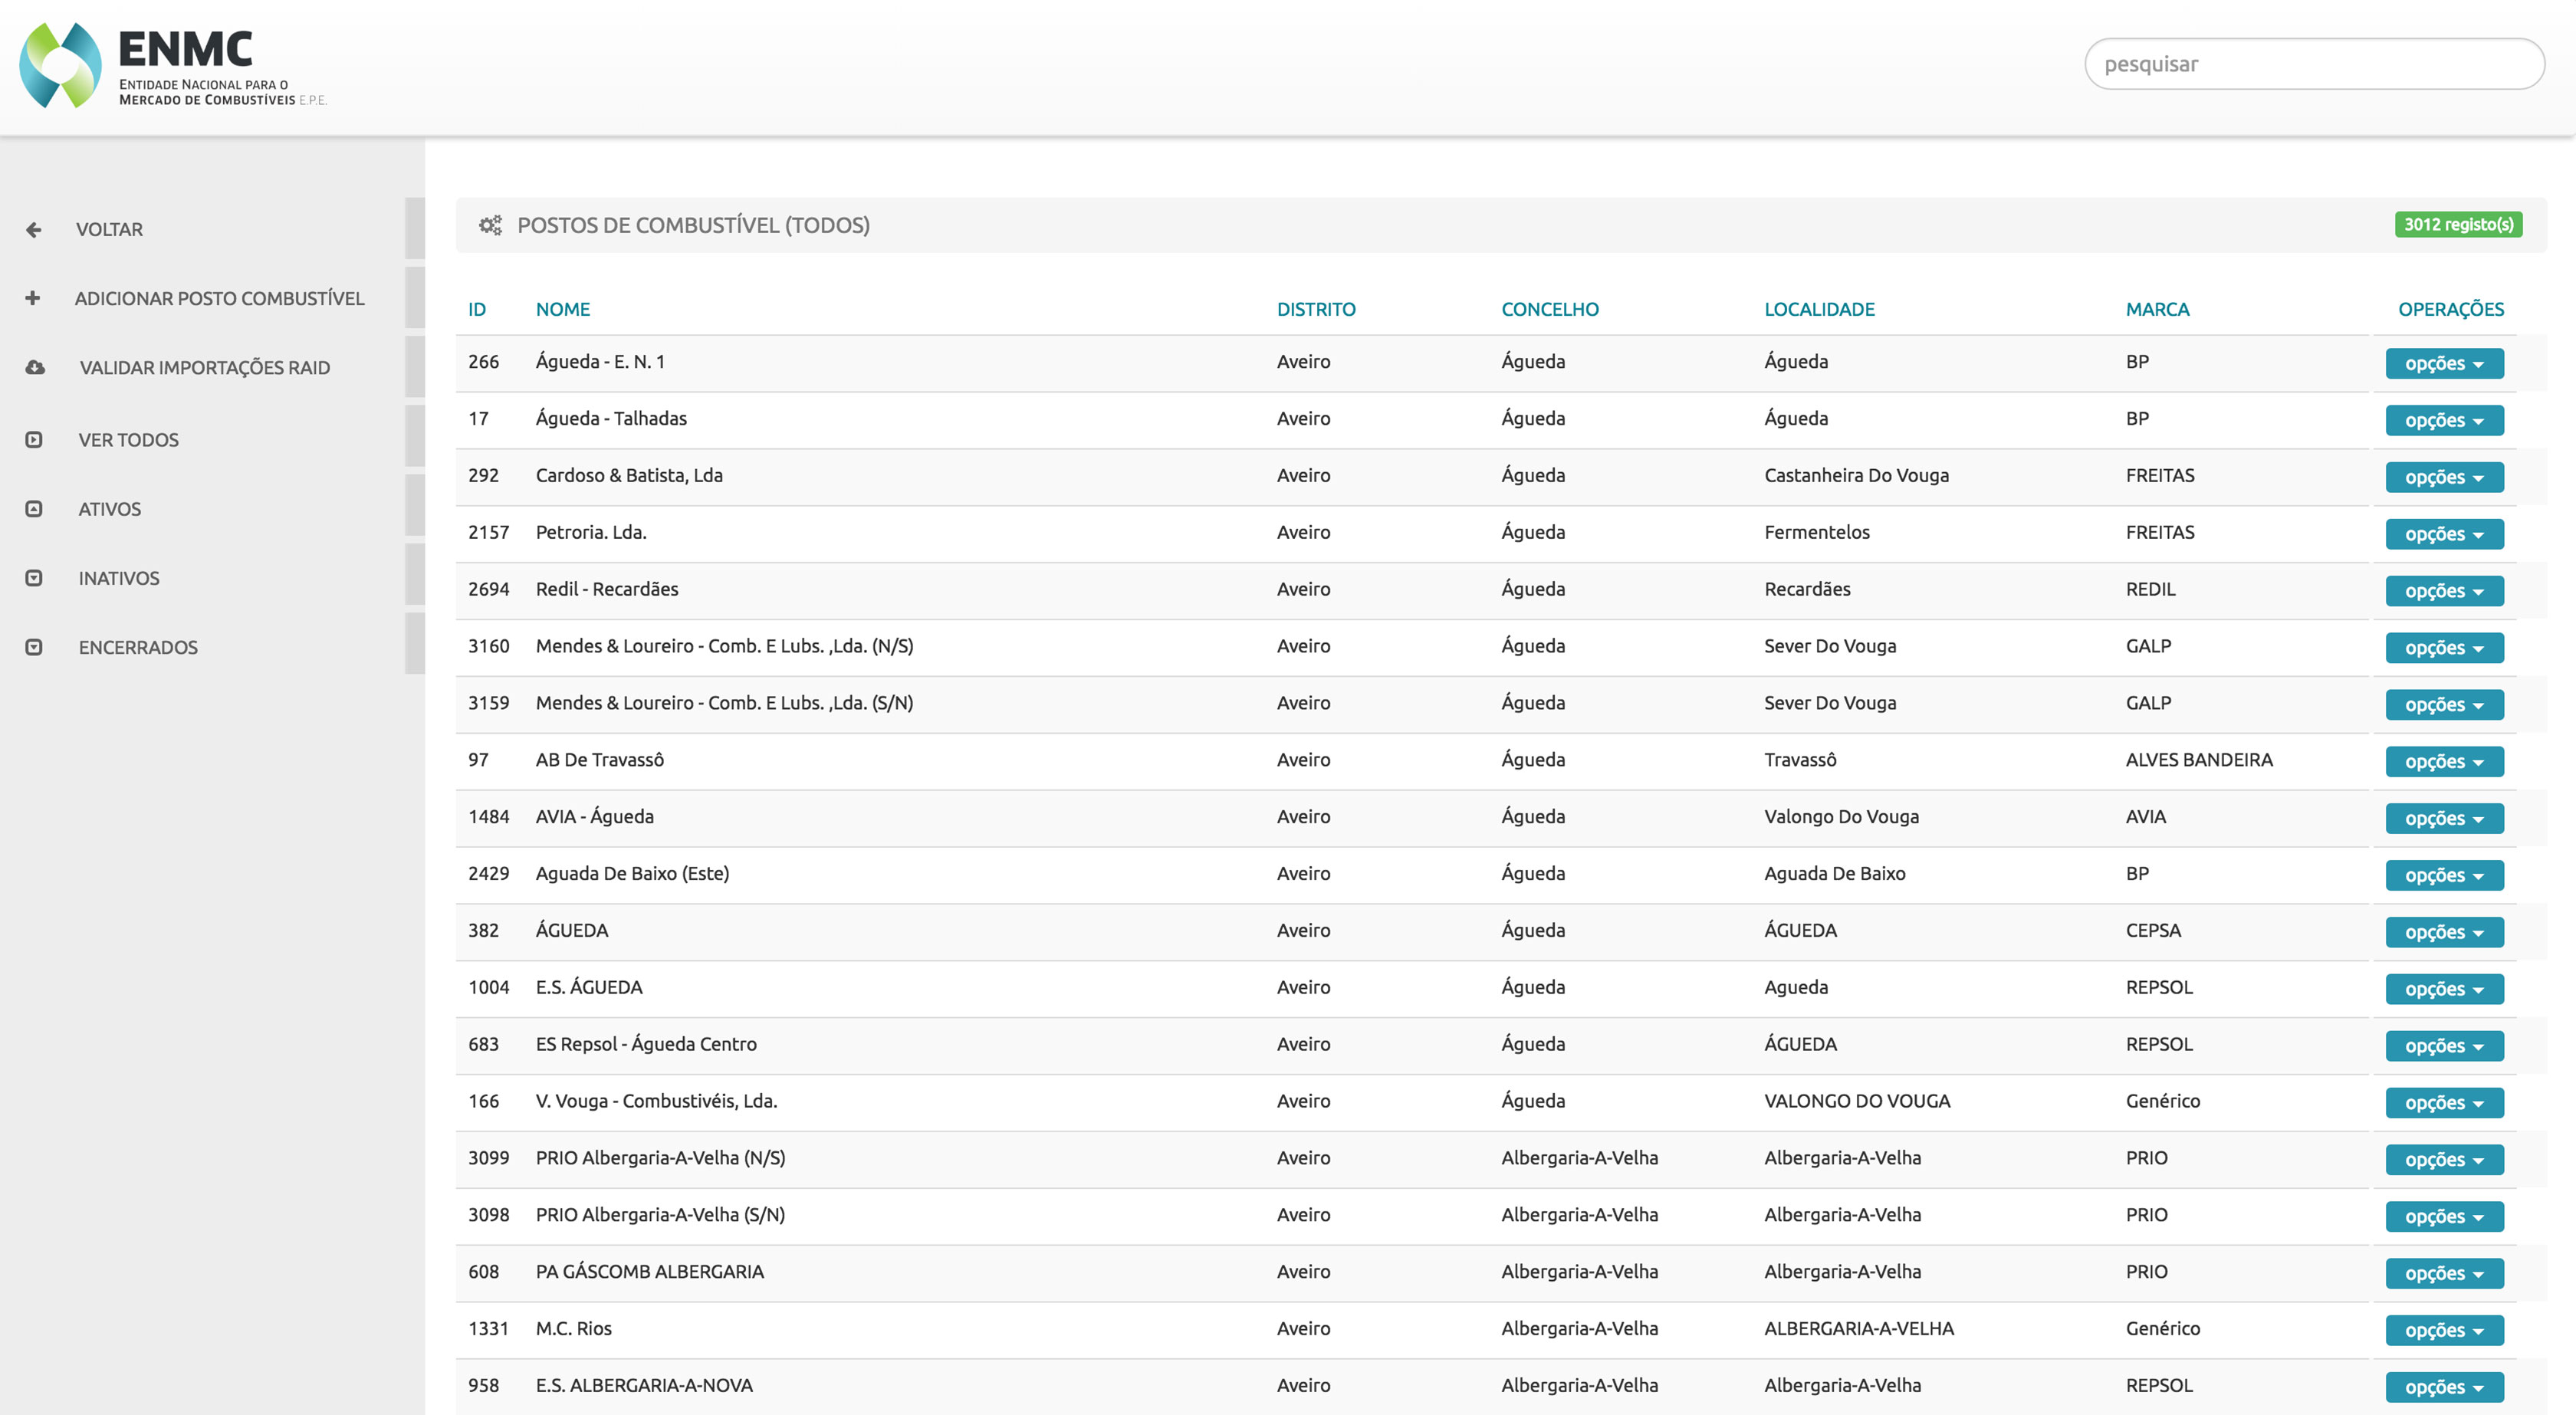 ENMC
ENTIDADE NACIONAL PARA O
MERCADO DE COMBUSTÍVEIS E.P.E.
pesquisar
VOLTAR
ADICIONAR POSTO COMBUSTÍVEL
VALIDAR IMPORTAÇÕES RAID
VER TODOS
ATIVOS
INATIVOS
ENCERRADOS
POSTOS DE COMBUSTÍVEL (TODOS) 3012 registo(s)
ID NOME DISTRITO CONCELHO LOCALIDADE MARCA OPERAÇÕES
266 Águeda - E. N. 1 Aveiro Águeda Águeda BP opções
17 Águeda - Talhadas Aveiro Águeda Águeda BP opções
292 Cardoso & Batista, Lda Aveiro Águeda Castanheira Do Vouga FREITAS opções
2157 Petroria. Lda. Aveiro Águeda Fermentelos FREITAS opções
2694 Redil - Recardães Aveiro Águeda Recardães REDIL opções
3160 Mendes & Loureiro - Comb. E Lubs. ,Lda. (N/S) Aveiro Águeda Sever Do Vouga GALP opções
3159 Mendes & Loureiro - Comb. E Lubs. ,Lda. (S/N) Aveiro Águeda Sever Do Vouga GALP opções
97 AB De Travassô Aveiro Águeda Travassô ALVES BANDEIRA opções
1484 AVIA - Águeda Aveiro Águeda Valongo Do Vouga AVIA opções
2429 Aguada De Baixo (Este) Aveiro Águeda Aguada De Baixo BP opções
382 ÁGUEDA Aveiro Águeda ÁGUEDA CEPSA opções
1004 E.S. ÁGUEDA Aveiro Águeda Agueda REPSOL opções
683 ES Repsol - Águeda Centro Aveiro Águeda ÁGUEDA REPSOL opções
166 V. Vouga - Combustivéis, Lda. Aveiro Águeda VALONGO DO VOUGA Genérico opções
3099 PRIO Albergaria-A-Velha (N/S) Aveiro Albergaria-A-Velha Albergaria-A-Velha PRIO opções
3098 PRIO Albergaria-A-Velha (S/N) Aveiro Albergaria-A-Velha Albergaria-A-Velha PRIO opções
608 PA GÁSCOMB ALBERGARIA Aveiro Albergaria-A-Velha Albergaria-A-Velha PRIO opções
1331 M.C. Rios Aveiro Albergaria-A-Velha ALBERGARIA-A-VELHA Genérico opções
958 E.S. ALBERGARIA-A-NOVA Aveiro Albergaria-A-Velha Albergaria-A-Velha REPSOL opções